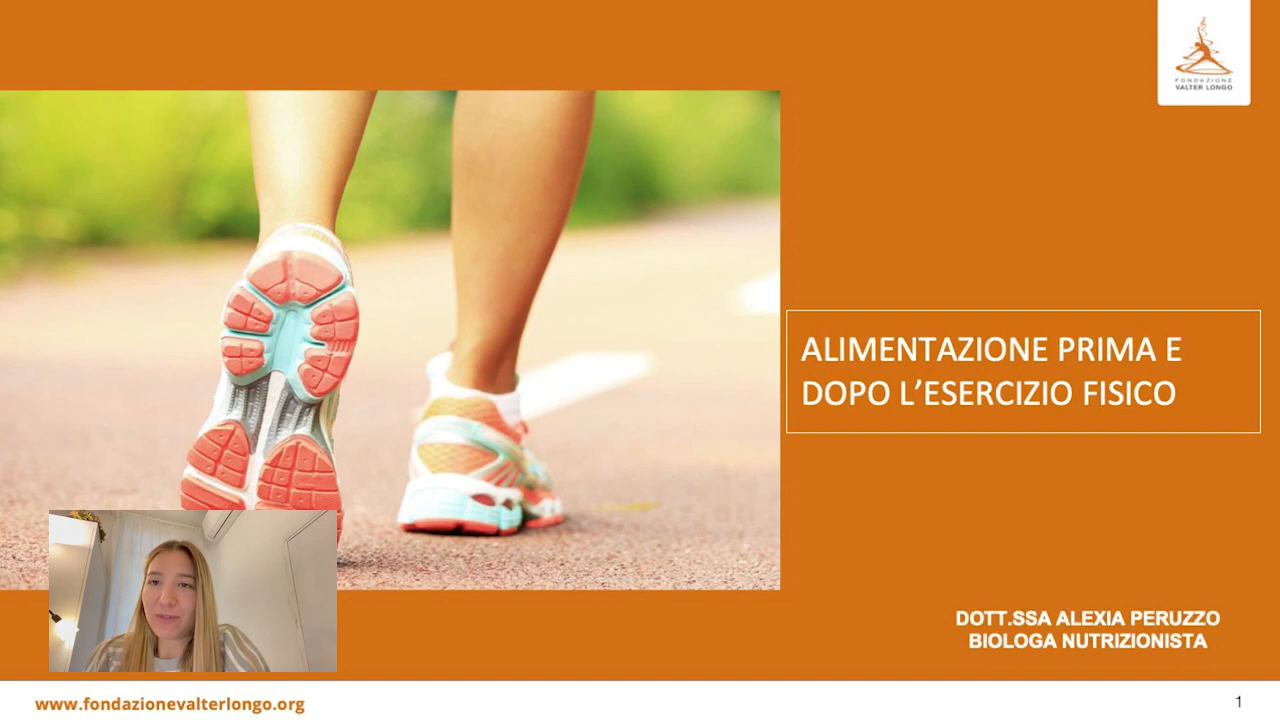 FONDAZIONE
VALTER LONGO
ALIMENTAZIONE PRIMA E
DOPO L’ESERCIZIO FISICO
DOTT.SSA ALEXIA PERUZZO
BIOLOGA NUTRIZIONISTA
www.fondazionevalterlongo.org
1